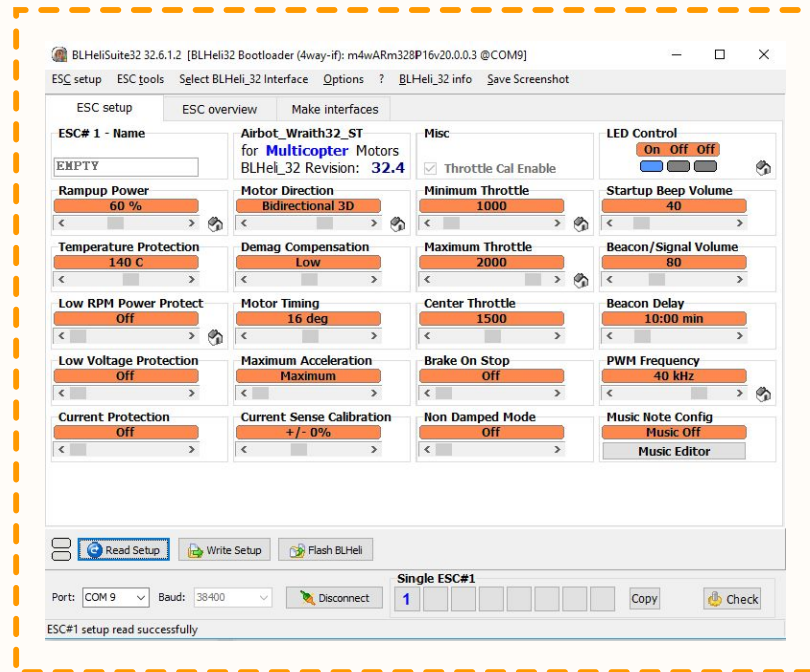 BLHeliSuite32 32.6.1.2 [BLHeli32 Bootloader (4way-if): m4wARm328P16v20.0.0.3 @COM9]
ESC setup ESC tools Select BLHeli_32 Interface Options ? BLHeli_32 info Save Screenshot
ESC setup ESC overview Make interfaces
ESC# 1 - Name
EMPTY
Airbot_Wraith32_ST
for Multicopter Motors
BLHeli_32 Revision: 32.4
Misc
Throttle Cal Enable
LED Control
On Off Off
Rampup Power
60 %
Motor Direction
Bidirectional 3D
Minimum Throttle
1000
Startup Beep Volume
40
Temperature Protection
140 C
Demag Compensation
Low
Maximum Throttle
2000
Beacon/Signal Volume
80
Low RPM Power Protect
Off
Motor Timing
16 deg
Center Throttle
1500
Beacon Delay
10:00 min
Low Voltage Protection
Off
Maximum Acceleration
Maximum
Brake On Stop
Off
PWM Frequency
40 kHz
Current Protection
Off
Current Sense Calibration
+/- 0%
Non Damped Mode
Off
Music Note Config
Music Off
Music Editor
Read Setup Write Setup Flash BLHeli
Single ESC#1
Port: COM 9 Baud: 38400 Disconnect 1 Copy Check
ESC#1 setup read successfully